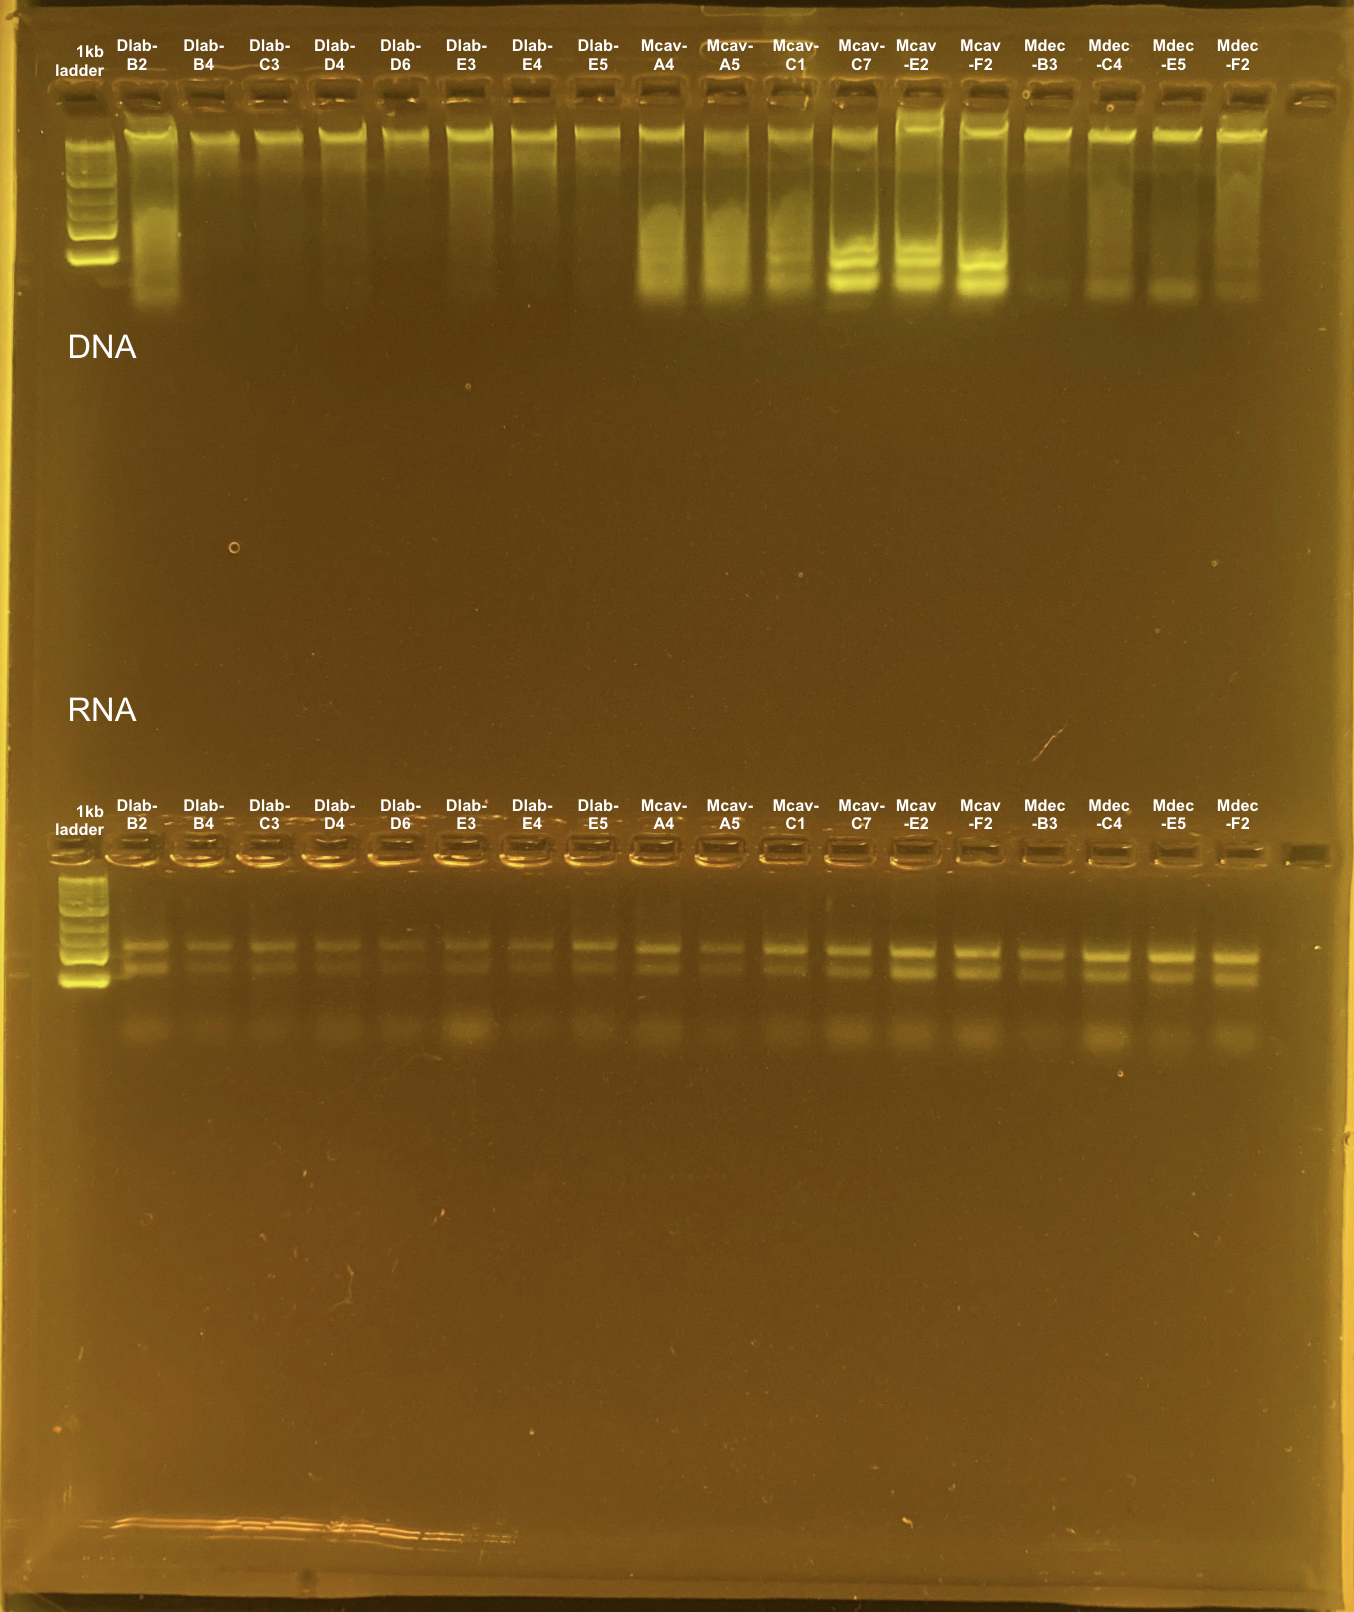 1kb Dlab- Dlab- Dlab- Dlab- Dlab- Dlab- Dlab- Dlab- Mcav- Mcav- Mcav- Mcav- Mcav Mcav Mdec Mdec Mdec Mdec
ladder B2 B4 C3 D4 D6 E3 E4 E5 A4 A5 C1 C7 -E2 -F2 -B3 -C4 -E5 -F2
DNA
RNA
1kb Dlab- Dlab- Dlab- Dlab- Dlab- Dlab- Dlab- Dlab- Mcav- Mcav- Mcav- Mcav- Mcav Mcav Mdec Mdec Mdec Mdec
ladder B2 B4 C3 D4 D6 E3 E4 E5 A4 A5 C1 C7 -E2 -F2 -B3 -C4 -E5 -F2